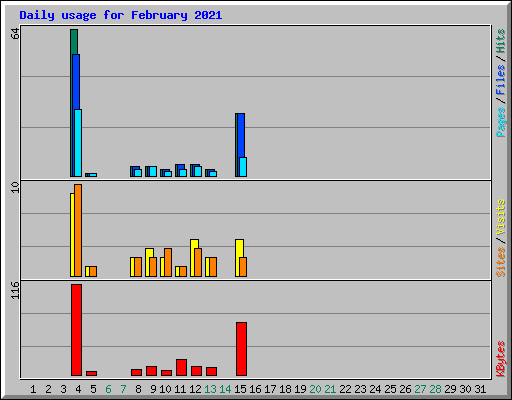 Daily usage for February 2021
64
Pages / Files / Hits
10
Sites / Visits
116
KBytes
1 2 3 4 5 6 7 8 9 10 11 12 13 14 15 16 17 18 19 20 21 22 23 24 25 26 27 28 29 30 31